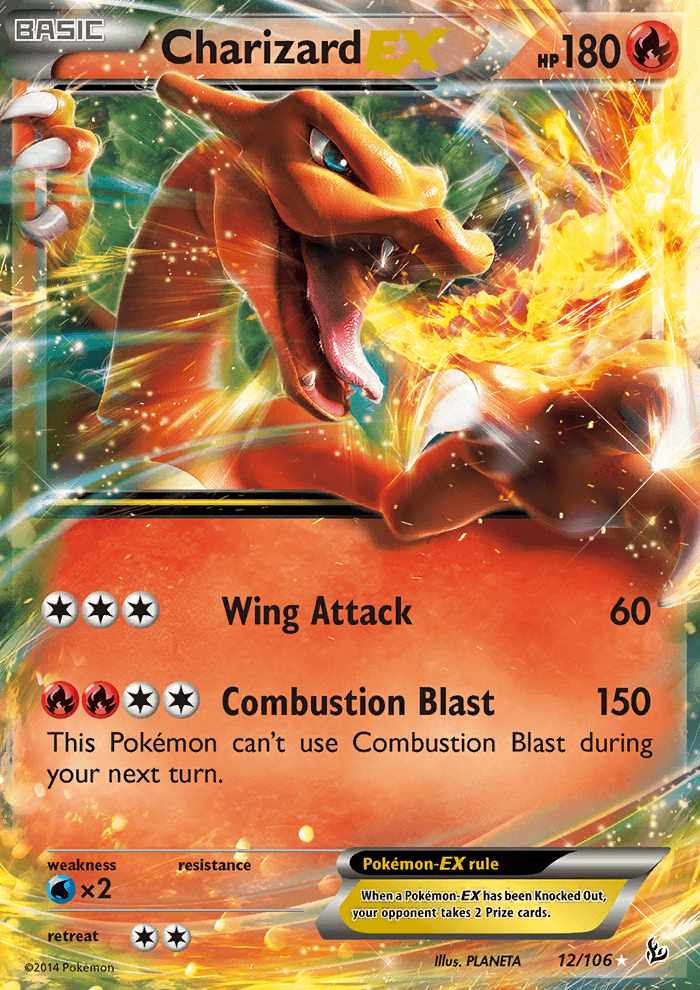 BASIC
Charizard EX HP 180
Wing Attack 60
Combustion Blast 150
This Pokémon can't use Combustion Blast during
your next turn.
weakness resistance
×2
Pokémon-EX rule
When a Pokémon-EX has been Knocked Out,
your opponent takes 2 Prize cards.
retreat
©2014 Pokémon
Illus. PLANETA 12/106